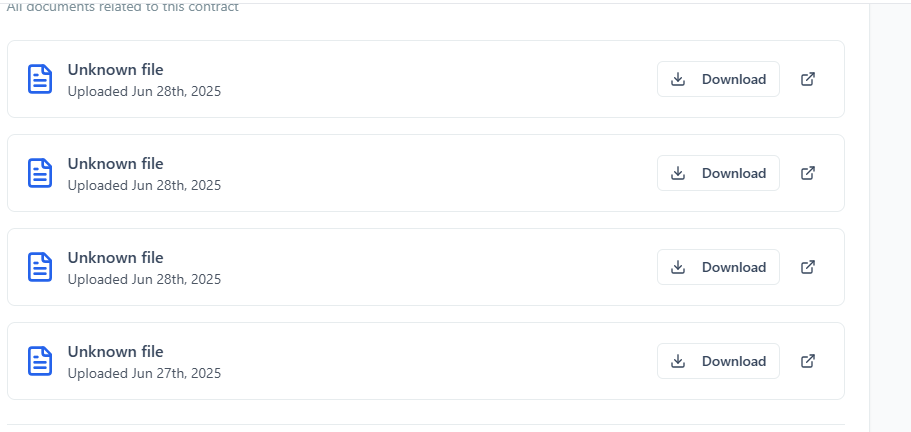 All documents related to this contract
Unknown file
Uploaded Jun 28th, 2025
Download
Unknown file
Uploaded Jun 28th, 2025
Download
Unknown file
Uploaded Jun 28th, 2025
Download
Unknown file
Uploaded Jun 27th, 2025
Download